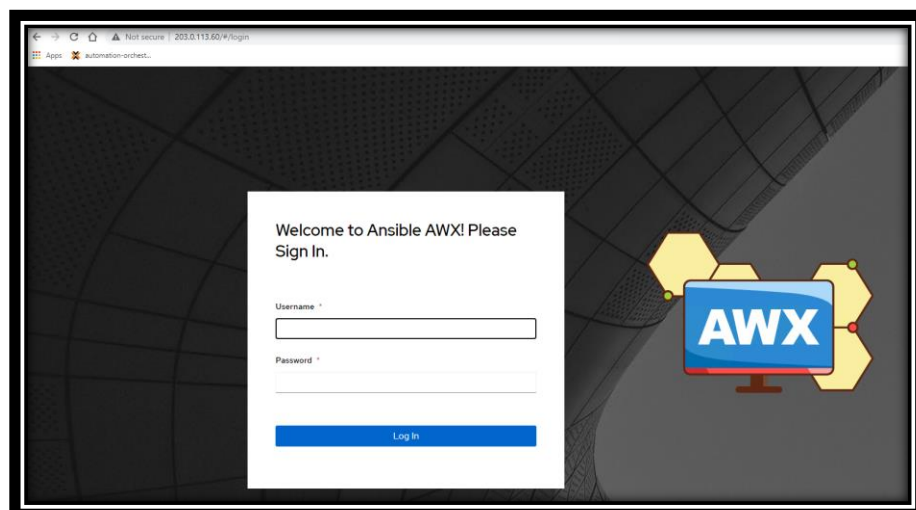 Not secure | 203.0.113.60/#/login
Apps automation-orchest...
Welcome to Ansible AWX! Please
Sign In.
Username *
Password *
Log In
AWX